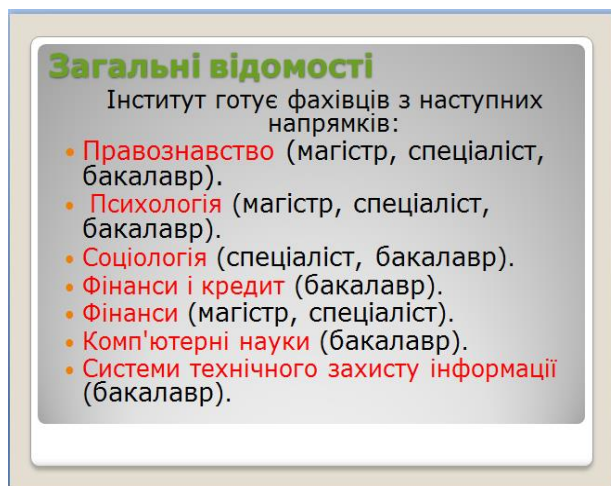 Загальні відомості
Інститут готує фахівців з наступних
напрямків:
• Правознавство (магістр, спеціаліст,
бакалавр).
• Психологія (магістр, спеціаліст,
бакалавр).
• Соціологія (спеціаліст, бакалавр).
• Фінанси і кредит (бакалавр).
• Фінанси (магістр, спеціаліст).
• Комп'ютерні науки (бакалавр).
• Системи технічного захисту інформації
(бакалавр).